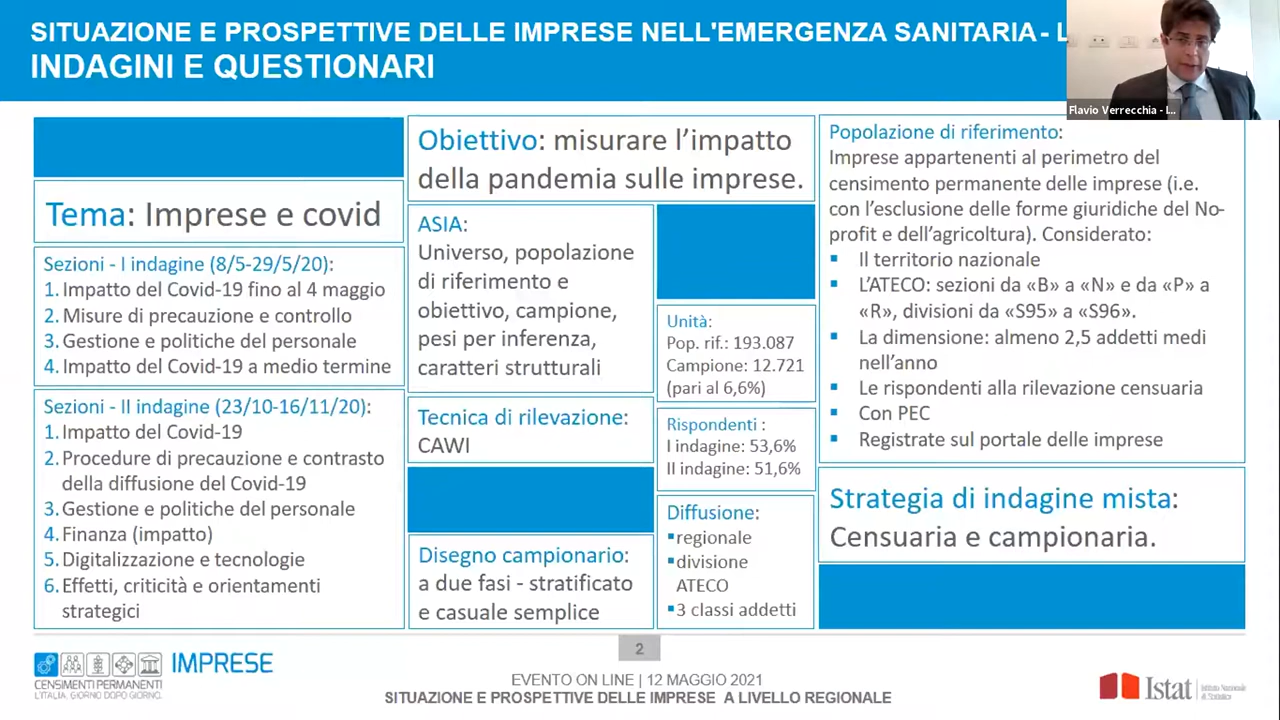 SITUAZIONE E PROSPETTIVE DELLE IMPRESE NELL'EMERGENZA SANITARIA - L
INDAGINI E QUESTIONARI
Flavio Verrecchia - I...
Tema: Imprese e covid
Sezioni - I indagine (8/5-29/5/20):
1. Impatto del Covid-19 fino al 4 maggio
2. Misure di precauzione e controllo
3. Gestione e politiche del personale
4. Impatto del Covid-19 a medio termine
Sezioni - II indagine (23/10-16/11/20):
1. Impatto del Covid-19
2. Procedure di precauzione e contrasto
della diffusione del Covid-19
3. Gestione e politiche del personale
4. Finanza (impatto)
5. Digitalizzazione e tecnologie
6. Effetti, criticità e orientamenti
strategici
Obiettivo: misurare l'impatto
della pandemia sulle imprese.
ASIA:
Universo, popolazione
di riferimento e
obiettivo, campione,
pesi per inferenza,
caratteri strutturali
Tecnica di rilevazione:
CAWI
Disegno campionario:
a due fasi - stratificato
e casuale semplice
Unità:
Pop. rif.: 193.087
Campione: 12.721
(pari al 6,6%)
Rispondenti :
I indagine: 53,6%
II indagine: 51,6%
Diffusione:
▪regionale
▪divisione
ATECO
▪3 classi addetti
Popolazione di riferimento:
Imprese appartenenti al perimetro del
censimento permanente delle imprese (i.e.
con l'esclusione delle forme giuridiche del No-
profit e dell'agricoltura). Considerato:
▪ Il territorio nazionale
▪ L'ATECO: sezioni da «B» a «N» e da «P» a
«R», divisioni da «S95» a «S96».
▪ La dimensione: almeno 2,5 addetti medi
nell'anno
▪ Le rispondenti alla rilevazione censuaria
▪ Con PEC
▪ Registrate sul portale delle imprese
Strategia di indagine mista:
Censuaria e campionaria.
2
IMPRESE
CENSIMENTI PERMANENTI
L'ITALIA, GIORNO DOPO GIORNO.
EVENTO ON LINE | 12 MAGGIO 2021
SITUAZIONE E PROSPETTIVE DELLE IMPRESE A LIVELLO REGIONALE
Istat
Istituto Nazionale
di Statistica